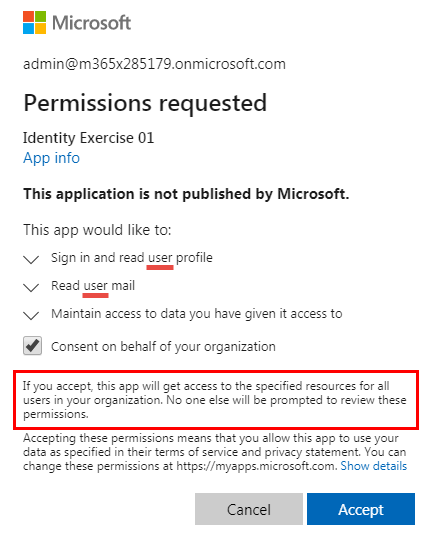 Microsoft
admin@m365x285179.onmicrosoft.com
Permissions requested
Identity Exercise 01
App info
This application is not published by Microsoft.
This app would like to:
Sign in and read user profile
Read user mail
Maintain access to data you have given it access to
Consent on behalf of your organization
If you accept, this app will get access to the specified resources for all
users in your organization. No one else will be prompted to review these
permissions.
Accepting these permissions means that you allow this app to use your
data as specified in their terms of service and privacy statement. You can
change these permissions at https://myapps.microsoft.com. Show details
Cancel
Accept